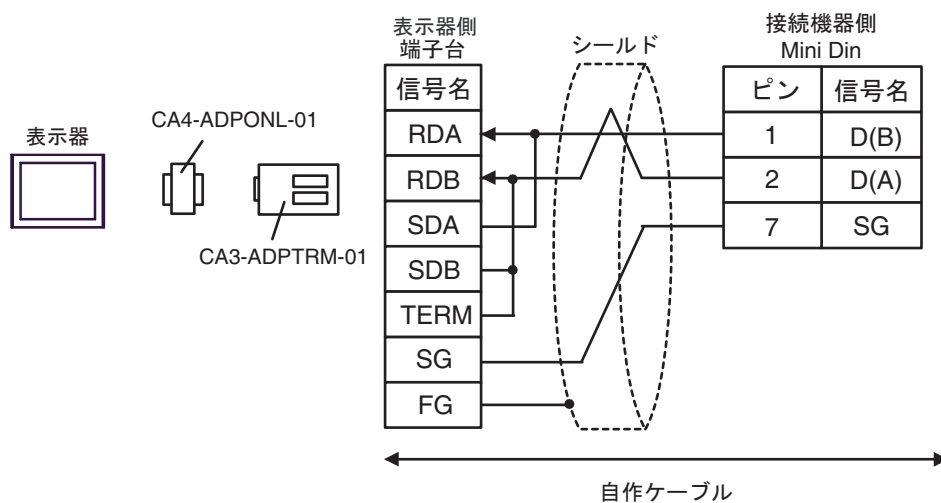 表示器
CA4-ADPONL-01
CA3-ADPTRM-01
表示器側
端子台
信号名
RDA
RDB
SDA
SDB
TERM
SG
FG
シールド
接続機器側
Mini Din
ピン 信号名
1 D(B)
2 D(A)
7 SG
自作ケーブル